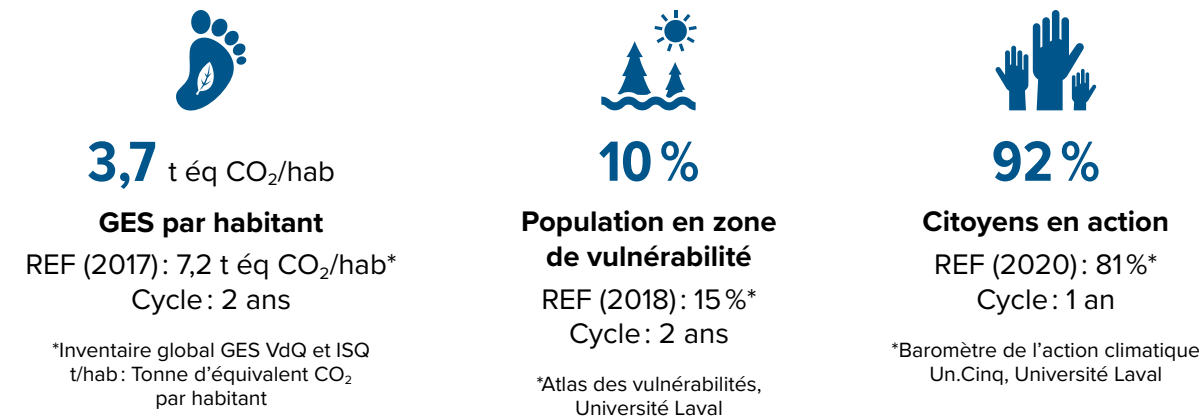 3,7 t éq CO₂/hab
GES par habitant
REF (2017) : 7,2 t éq CO₂/hab*
Cycle : 2 ans
*Inventaire global GES VdQ et ISQ
t/hab : Tonne d’équivalent CO₂
par habitant
10 %
Population en zone
de vulnérabilité
REF (2018) : 15 %*
Cycle : 2 ans
*Atlas des vulnérabilités,
Université Laval
92 %
Citoyens en action
REF (2020) : 81 %*
Cycle : 1 an
*Baromètre de l’action climatique
Un.Cinq, Université Laval